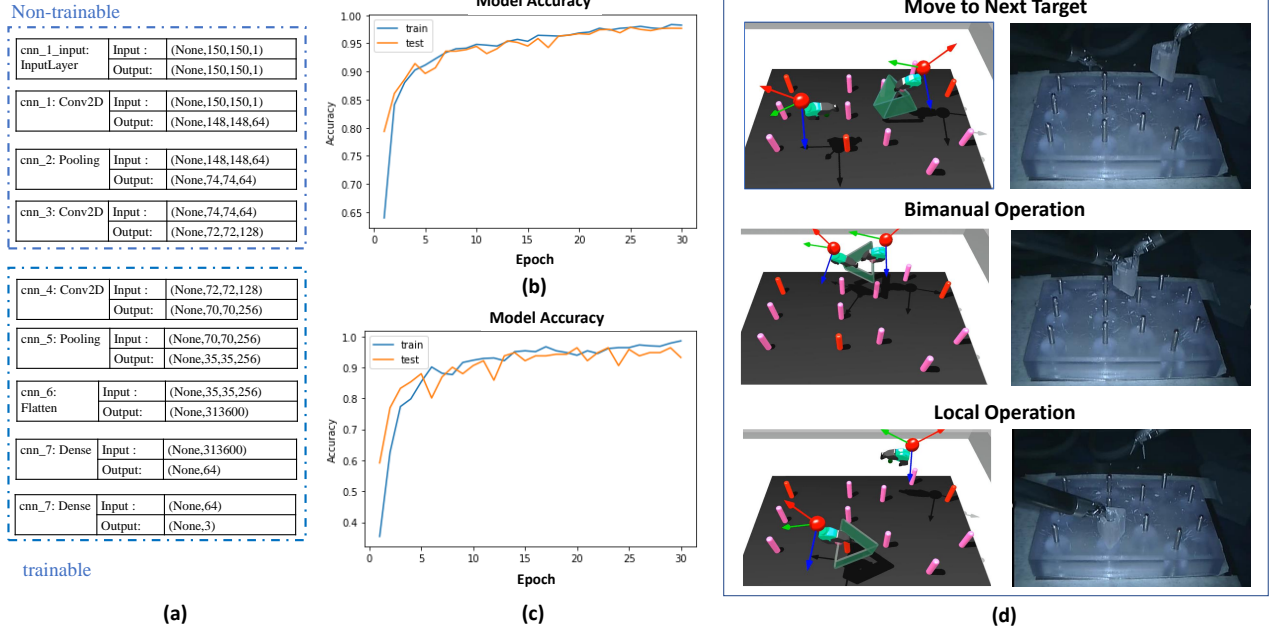 Non-trainable
cnn_1_input: InputLayer
Input : (None,150,150,1)
Output: (None,150,150,1)
cnn_1: Conv2D
Input : (None,150,150,1)
Output: (None,148,148,64)
cnn_2: Pooling
Input : (None,148,148,64)
Output: (None,74,74,64)
cnn_3: Conv2D
Input : (None,74,74,64)
Output: (None,72,72,128)
cnn_4: Conv2D
Input : (None,72,72,128)
Output: (None,70,70,256)
cnn_5: Pooling
Input : (None,70,70,256)
Output: (None,35,35,256)
cnn_6: Flatten
Input : (None,35,35,256)
Output: (None,313600)
cnn_7: Dense
Input : (None,313600)
Output: (None,64)
cnn_7: Dense
Input : (None,64)
Output: (None,3)
trainable
(a)
Model Accuracy
train
test
1.00
0.95
0.90
0.85
0.80
0.75
0.70
0.65
Accuracy
0 5 10 15 20 25 30
Epoch
(b)
Model Accuracy
train
test
1.0
0.9
0.8
0.7
0.6
0.5
0.4
Accuracy
0 5 10 15 20 25 30
Epoch
(c)
Move to Next Target
Bimanual Operation
Local Operation
(d)